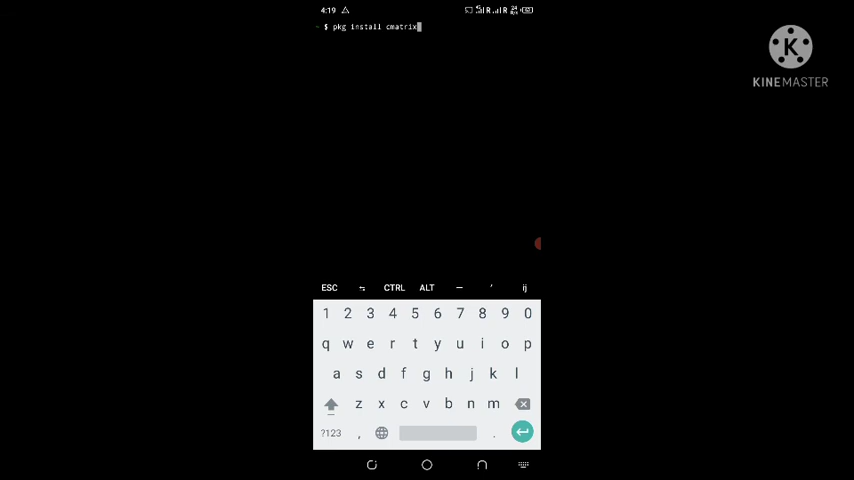 4:19
~ $ pkg install cmatrix
K
KINEMASTER
ESC CTRL ALT
1 2 3 4 5 6 7 8 9 0
q w e r t y u i o p
a s d f g h j k l
z x c v b n m
?123 , .